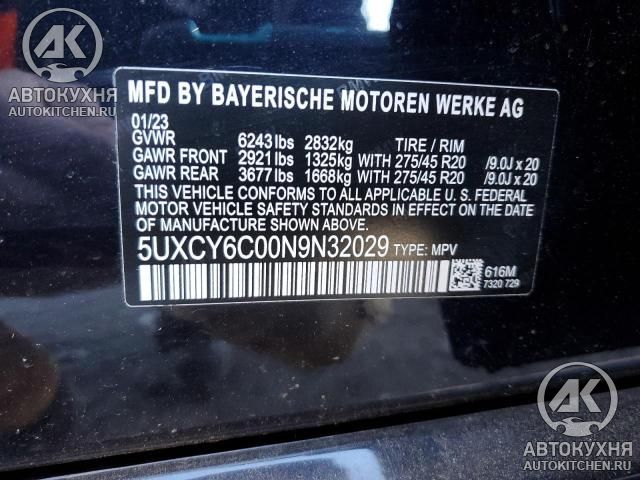 АВТОКУХНЯ
AUTOKITCHEN.RU
MFD BY BAYERISCHE MOTOREN WERKE AG
01/23
GVWR 6243 lbs 2832kg TIRE / RIM
GAWR FRONT 2921 lbs 1325kg WITH 275/45 R20 /9.0J x 20
GAWR REAR 3677 lbs 1668kg WITH 275/45 R20 /9.0J x 20
THIS VEHICLE CONFORMS TO ALL APPLICABLE U.S. FEDERAL
MOTOR VEHICLE SAFETY STANDARDS IN EFFECT ON THE DATE OF
MANUFACTURE SHOWN ABOVE.
5UXCY6C00N9N32029 TYPE: MPV
616M
7320 729
АК
АВТОКУХНЯ
AUTOKITCHEN.RU